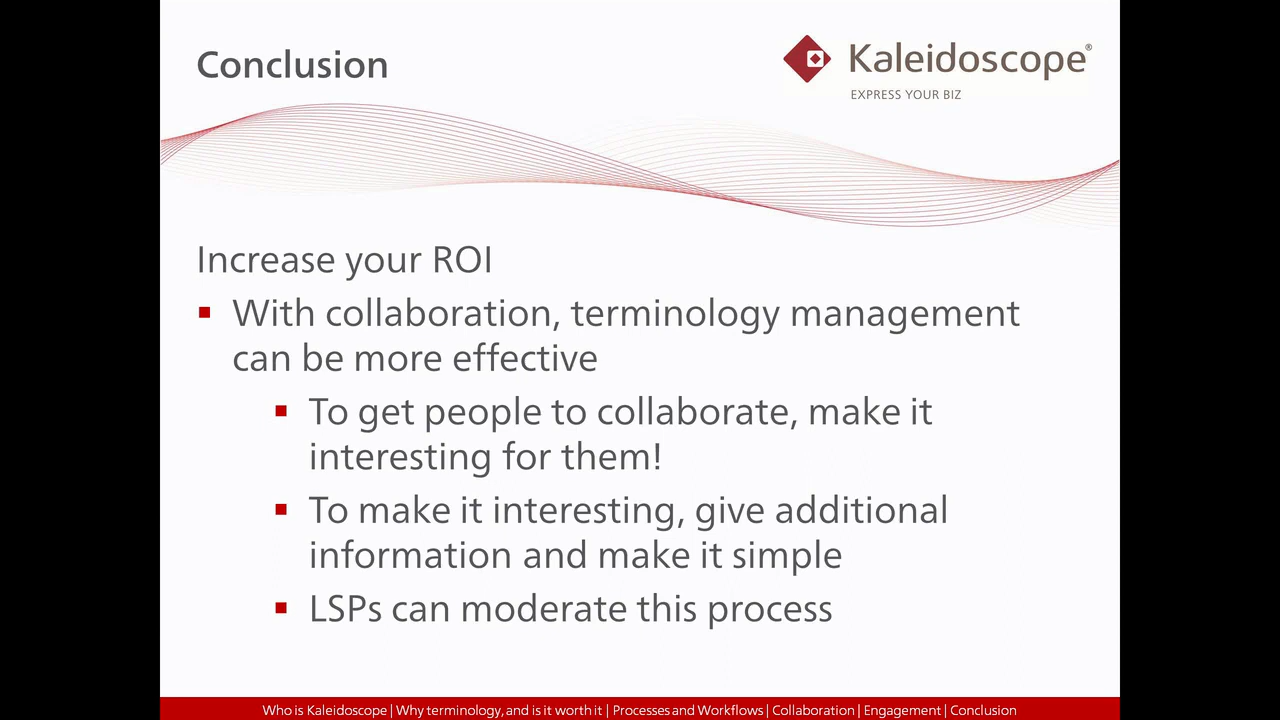 Conclusion
Kaleidoscope®
EXPRESS YOUR BIZ
Increase your ROI
With collaboration, terminology management
can be more effective
To get people to collaborate, make it
interesting for them!
To make it interesting, give additional
information and make it simple
LSPs can moderate this process
Who is Kaleidoscope | Why terminology, and is it worth it | Processes and Workflows | Collaboration | Engagement | Conclusion